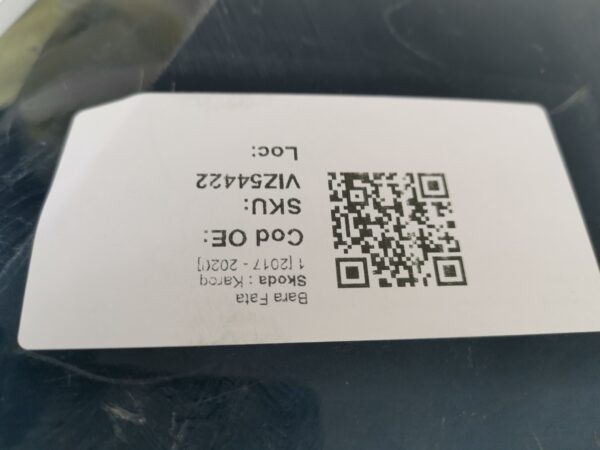 Bara Fata
Skoda : Karoq
1 [2017 - 2020]
Cod OE:
SKU:
VIZ54422
Loc: